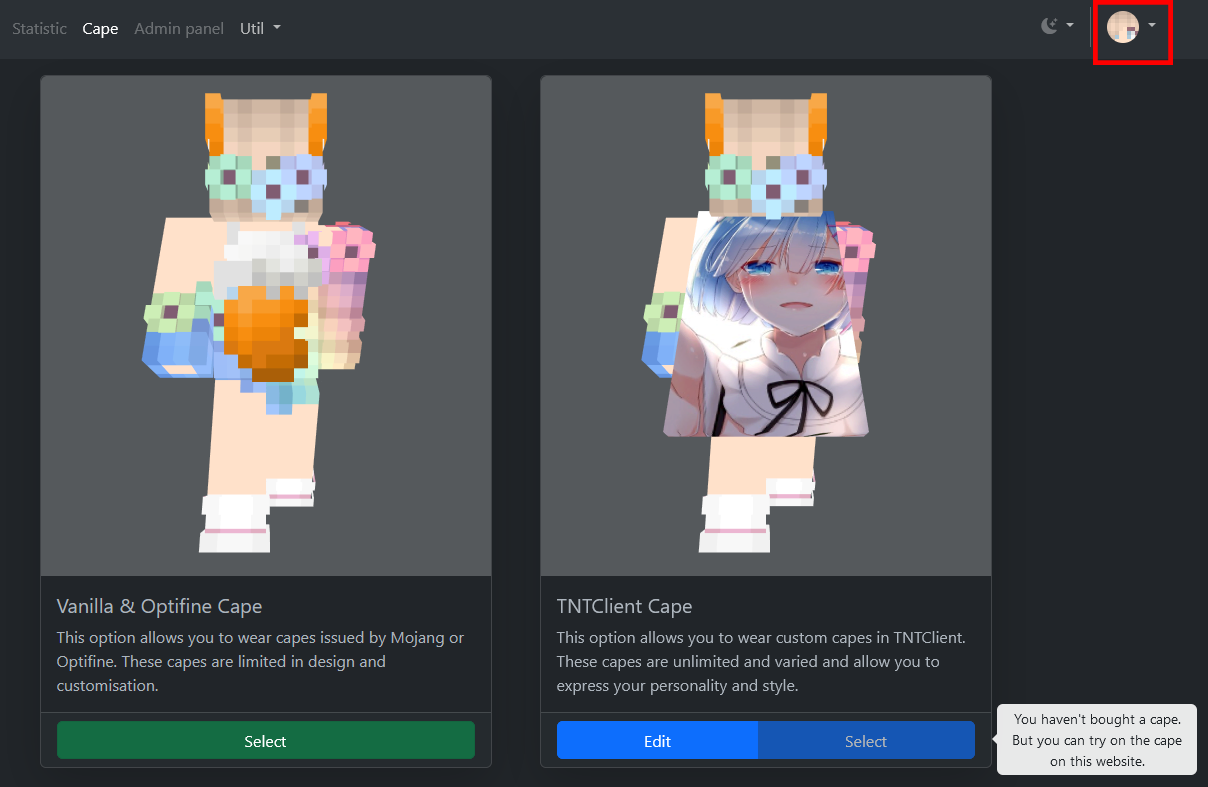 Statistic Cape Admin panel Util
Vanilla & Optifine Cape
This option allows you to wear capes issued by Mojang or
Optifine. These capes are limited in design and
customisation.
Select
TNTClient Cape
This option allows you to wear custom capes in TNTClient.
These capes are unlimited and varied and allow you to
express your personality and style.
Edit Select
You haven't bought a cape.
But you can try on the cape
on this website.